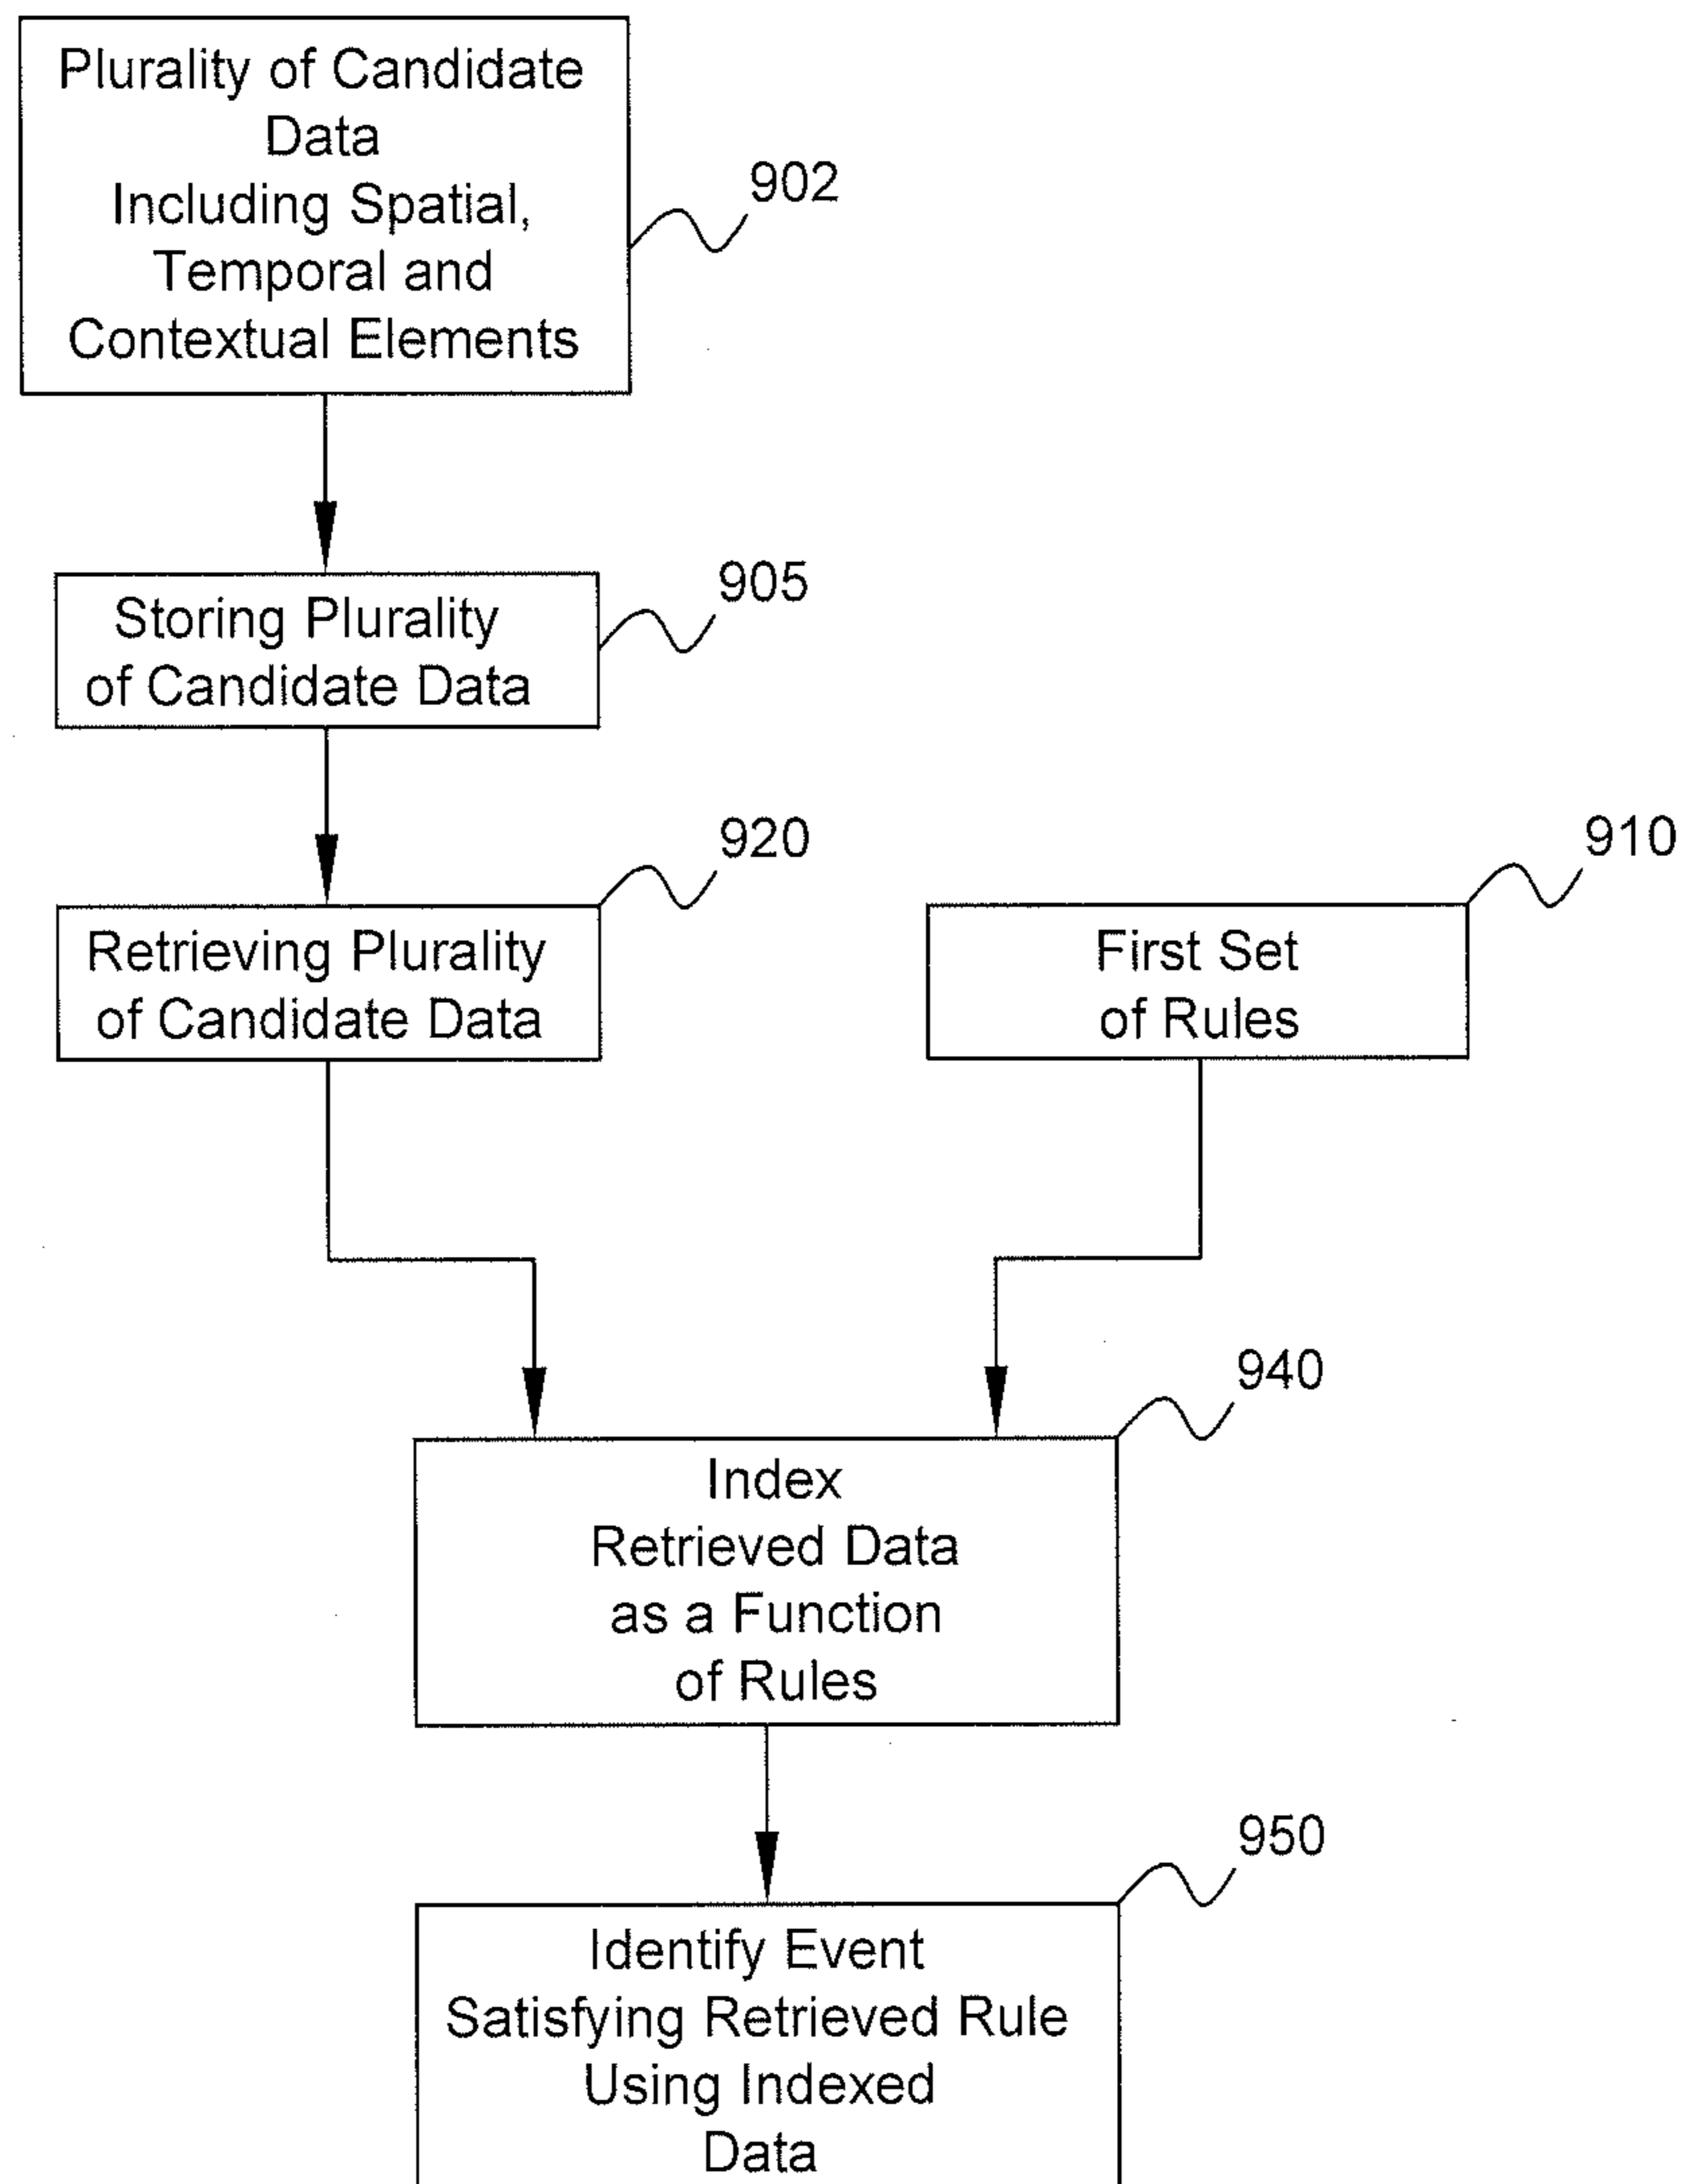 Plurality of Candidate
Data
Including Spatial,
Temporal and
Contextual Elements
902
Storing Plurality
of Candidate Data
905
Retrieving Plurality
of Candidate Data
920
First Set
of Rules
910
Index
Retrieved Data
as a Function
of Rules
940
Identify Event
Satisfying Retrieved Rule
Using Indexed
Data
950